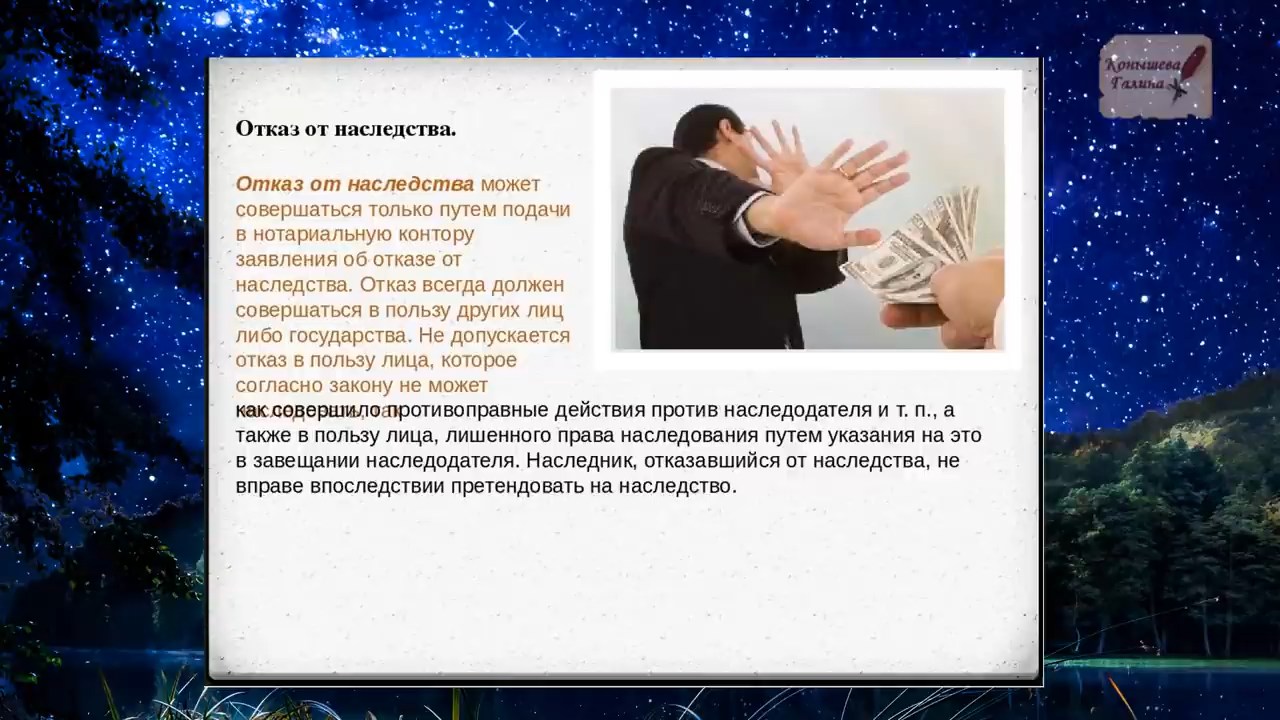 Конышева
Галина
Отказ от наследства.
Отказ от наследства может
совершаться только путем подачи
в нотариальную контору
заявления об отказе от
наследства. Отказ всегда должен
совершаться в пользу других лиц
либо государства. Не допускается
отказ в пользу лица, которое
согласно закону не может
как совершило противоправные действия против наследодателя и т. п., а
также в пользу лица, лишенного права наследования путем указания на это
в завещании наследодателя. Наследник, отказавшийся от наследства, не
вправе впоследствии претендовать на наследство.